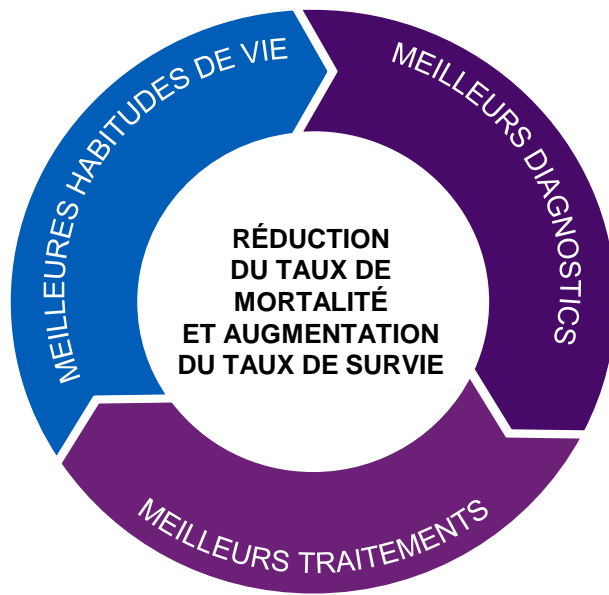 MEILLEURES HABITUDES DE VIE
MEILLEURS DIAGNOSTICS
MEILLEURS TRAITEMENTS
RÉDUCTION
DU TAUX DE
MORTALITÉ
ET AUGMENTATION
DU TAUX DE SURVIE